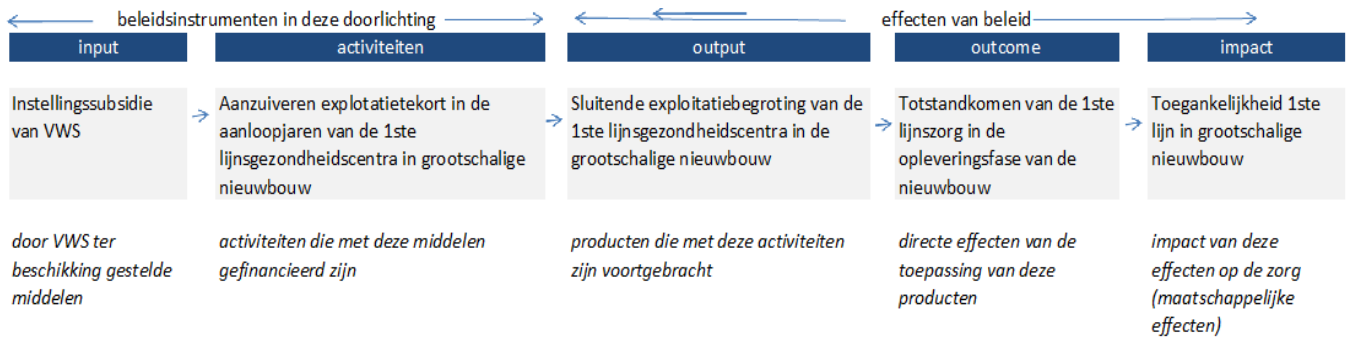 beleidsinstrumenten in deze doorlichting
effecten van beleid
input
activiteiten
output
outcome
impact
Instellingssubsidie
van VWS
Aanzuiveren explotatietekort in de
aanloopjaren van de 1ste
lijnsgezondheidscentra in grootschalige
nieuwbouw
Sluitende exploitatiebegroting van de
1ste lijnsgezondheidscentra in de
grootschalige nieuwbouw
Totstandkomen van de 1ste
lijnszorg in de
opleveringsfase van de
nieuwbouw
Toegankelijkheid 1ste
lijn in grootschalige
nieuwbouw
door VWS ter
beschikking gestelde
middelen
activiteiten die met deze middelen
gefinancierd zijn
producten die met deze activiteiten
zijn voortgebracht
directe effecten van de
toepassing van deze
producten
impact van deze
effecten op de zorg
(maatschappelijke
effecten)